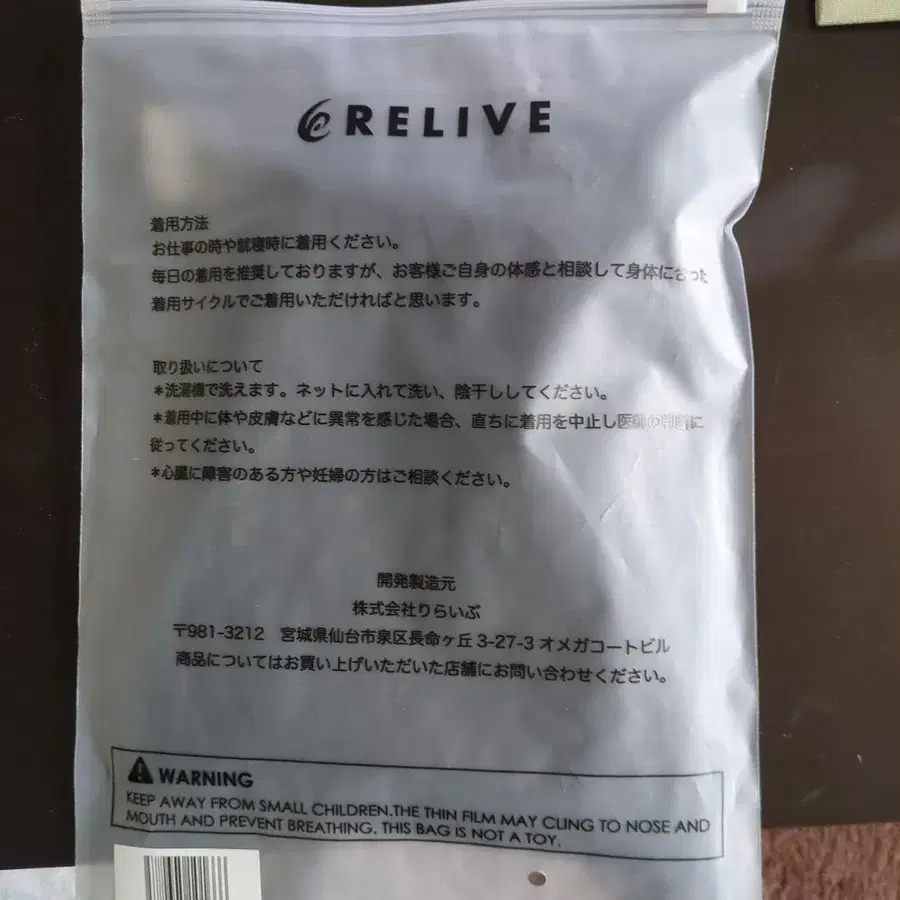 RELIVE
着用方法
お仕事の時や就寝時に着用ください。
毎日の着用を推奨しておりますが、お客様ご自身の体感と相談して身体に合った
着用サイクルでご着用いただければと思います。
取り扱いについて
*洗濯機で洗えます。ネットに入れて洗い、陰干ししてください。
*着用中に体や皮膚などに異常を感じた場合、直ちに着用を中止し医師の判断に
従ってください。
*心臓に障害のある方や妊婦の方はご相談ください。
開発製造元
株式会社りらいぶ
〒981-3212 宮城県仙台市泉区長命ヶ丘 3-27-3 オメガコートビル
商品についてはお買い上げいただいた店舗にお問い合わせください。
WARNING
KEEP AWAY FROM SMALL CHILDREN.THE THIN FILM MAY CLING TO NOSE AND
MOUTH AND PREVENT BREATHING. THIS BAG IS NOT A TOY.